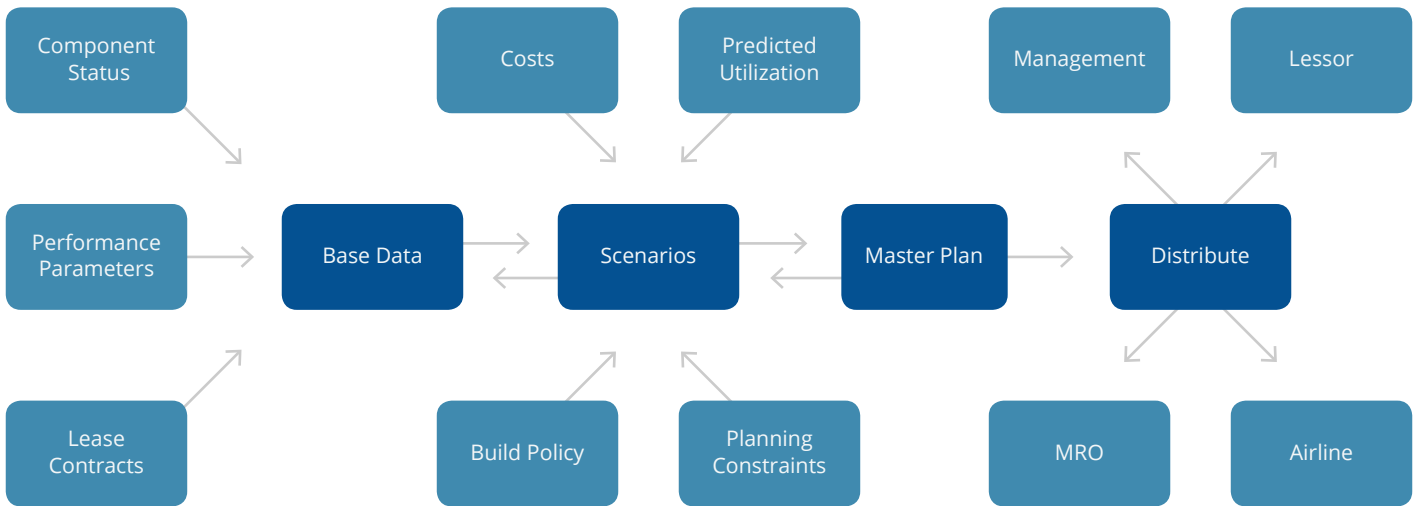 Component
Status
Costs
Predicted
Utilization
Management
Lessor
Performance
Parameters
Base Data
Scenarios
Master Plan
Distribute
Lease
Contracts
Build Policy
Planning
Constraints
MRO
Airline